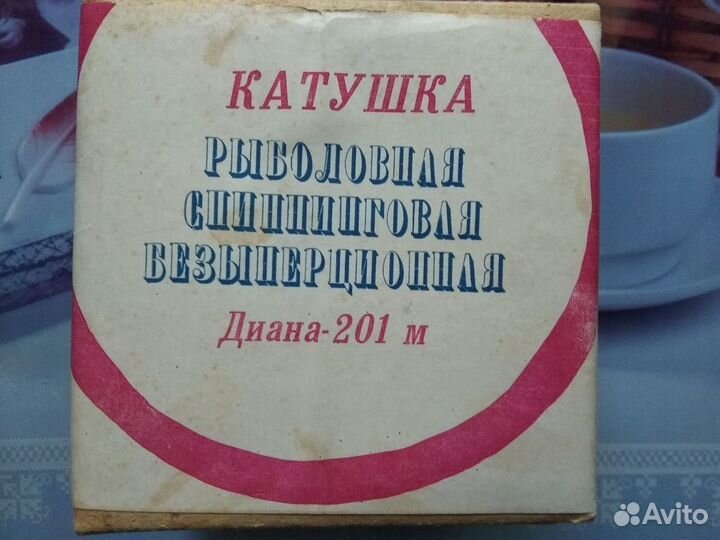 КАТУШКА
РЫБОЛОВНАЯ
СПИННИНГОВАЯ
БЕЗЫНЕРЦИОННАЯ
Диана-201 м
Avito